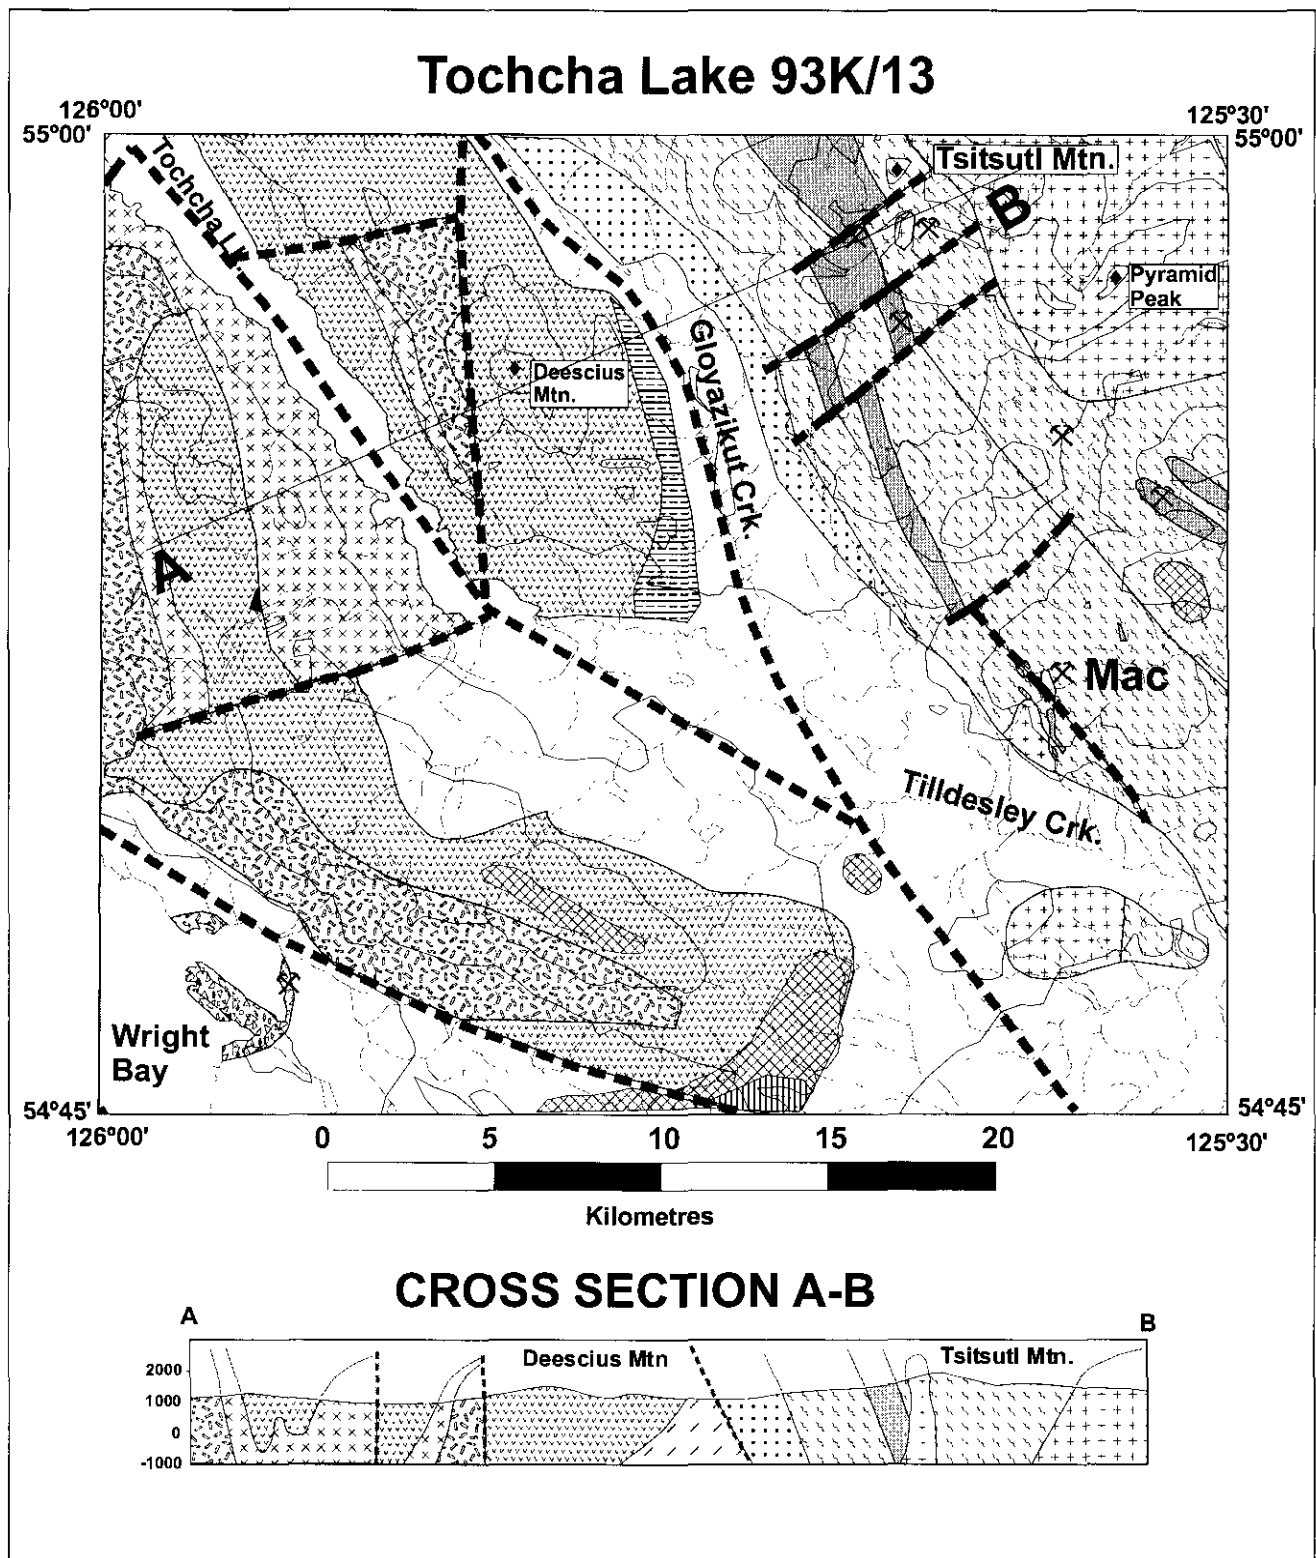 Tochcha Lake 93K/13
126°00'
125°30'
55°00'
55°00'
Tochcha Lk.
Tsitsutl Mtn.
B
Pyramid
Peak
Gloyazikut Crk.
Deescius
Mtn.
A
Mac
Tilldesley Crk.
Wright
Bay
54°45'
54°45'
126°00'
0 5 10 15 20
125°30'
Kilometres
CROSS SECTION A-B
A
B
Deescius Mtn
Tsitsutl Mtn.
2000
1000
0
-1000